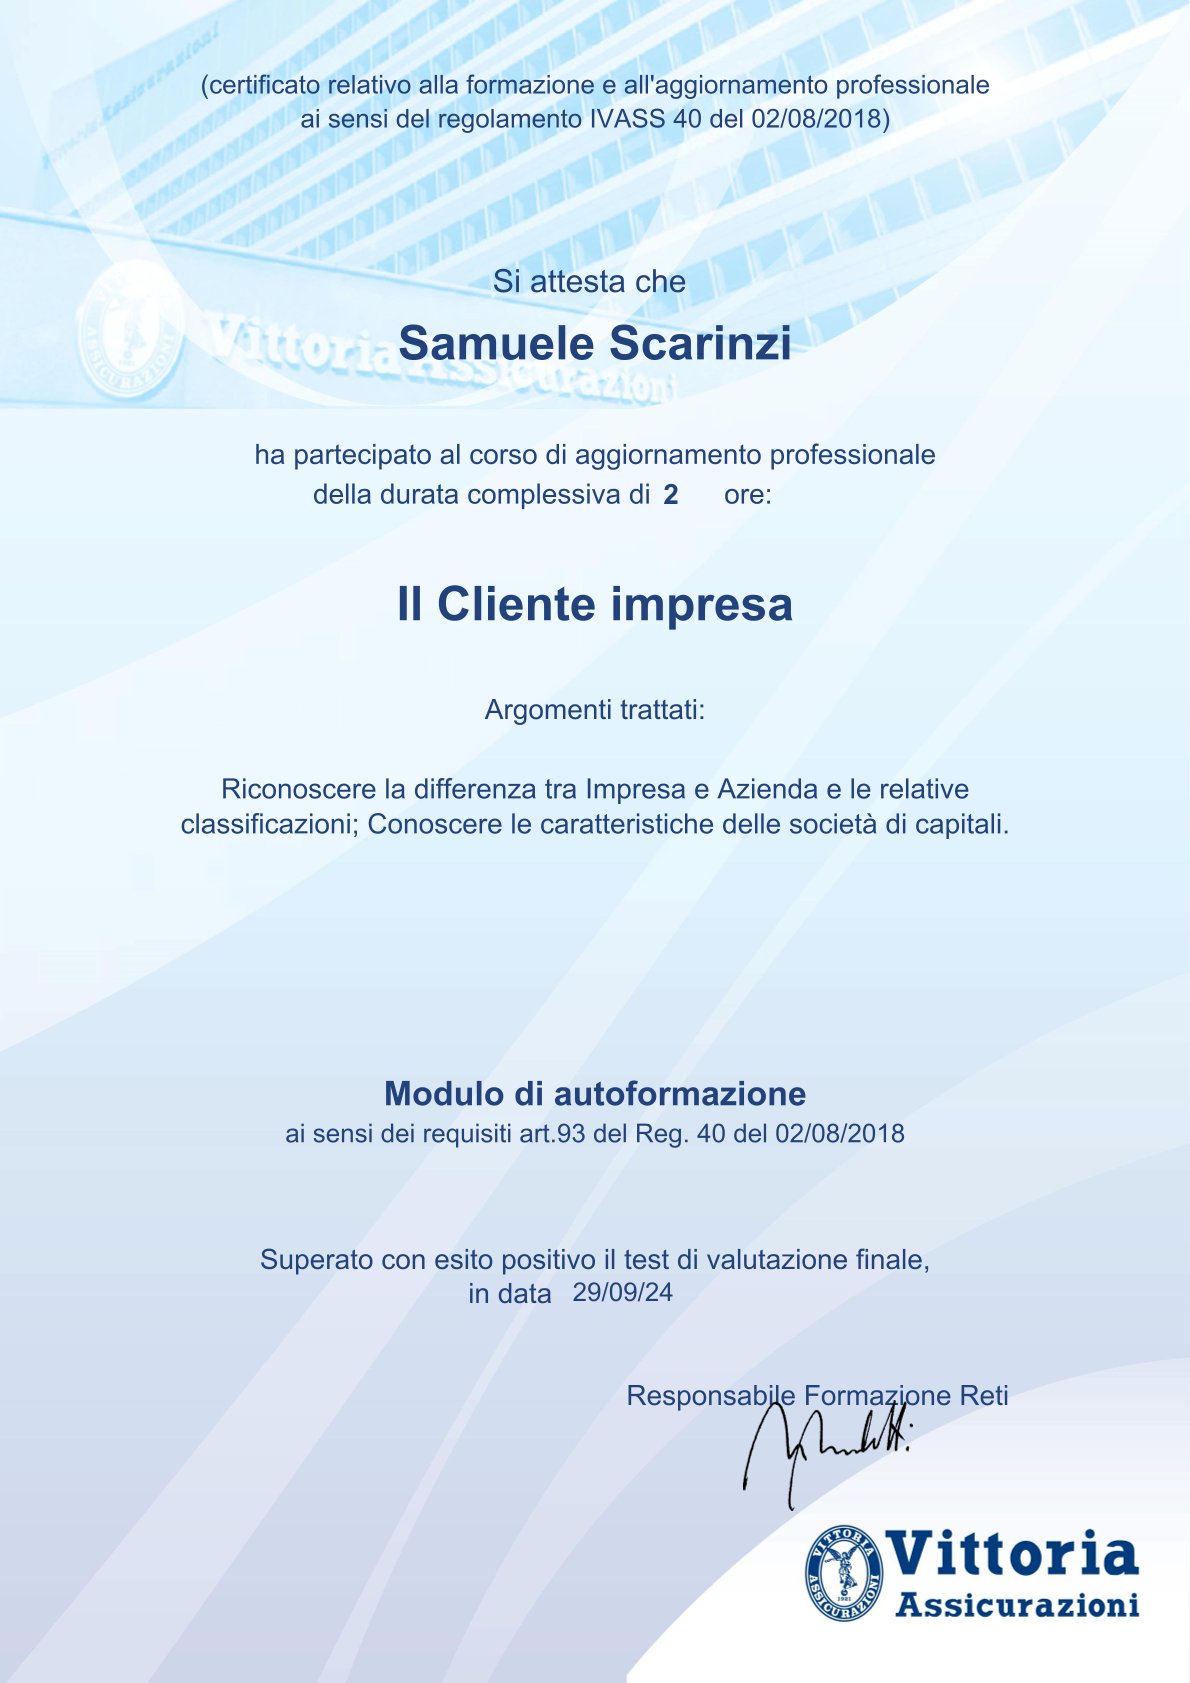 (certificato relativo alla formazione e all'aggiornamento professionale
ai sensi del regolamento IVASS 40 del 02/08/2018)
Si attesta che
Samuele Scarinzi
Vittoria Assicurazioni
ha partecipato al corso di aggiornamento professionale
della durata complessiva di 2 ore:
Il Cliente impresa
Argomenti trattati:
Riconoscere la differenza tra Impresa e Azienda e le relative
classificazioni; Conoscere le caratteristiche delle società di capitali.
Modulo di autoformazione
ai sensi dei requisiti art.93 del Reg. 40 del 02/08/2018
Superato con esito positivo il test di valutazione finale,
in data 29/09/24
Responsabile Formazione Reti
VITTORIA ASSICURAZIONI 1921
Vittoria
Assicurazioni